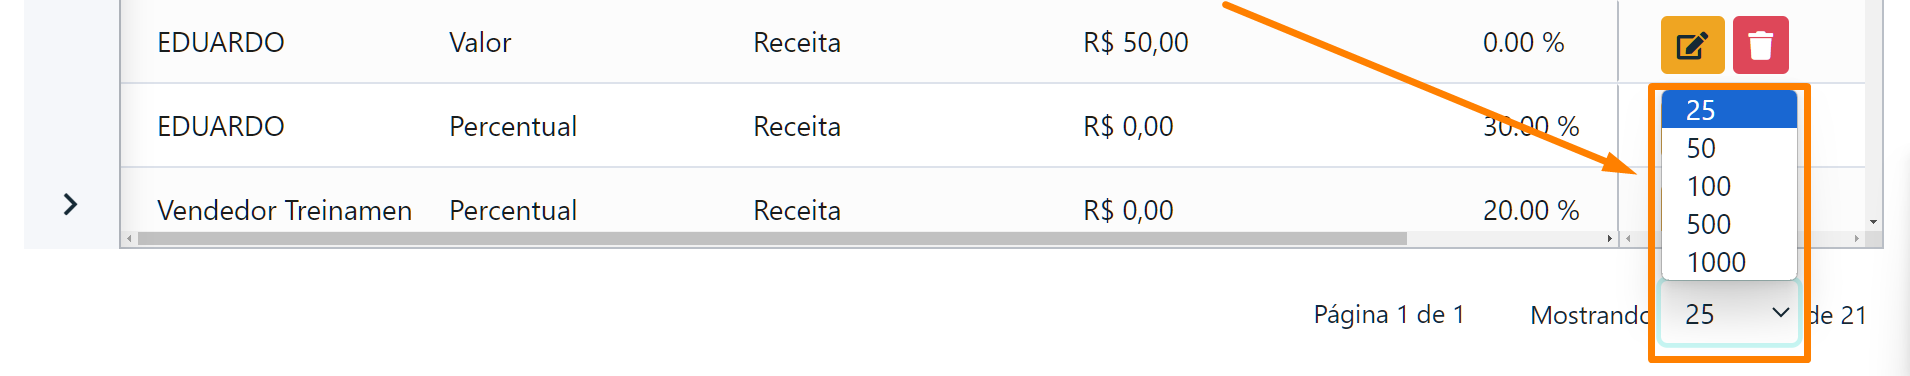 EDUARDO Valor Receita R$ 50,00 0.00 %
EDUARDO Percentual Receita R$ 0,00 30.00 %
Vendedor Treinamen Percentual Receita R$ 0,00 20.00 %
25
50
100
500
1000
Página 1 de 1 Mostrando 25 de 21